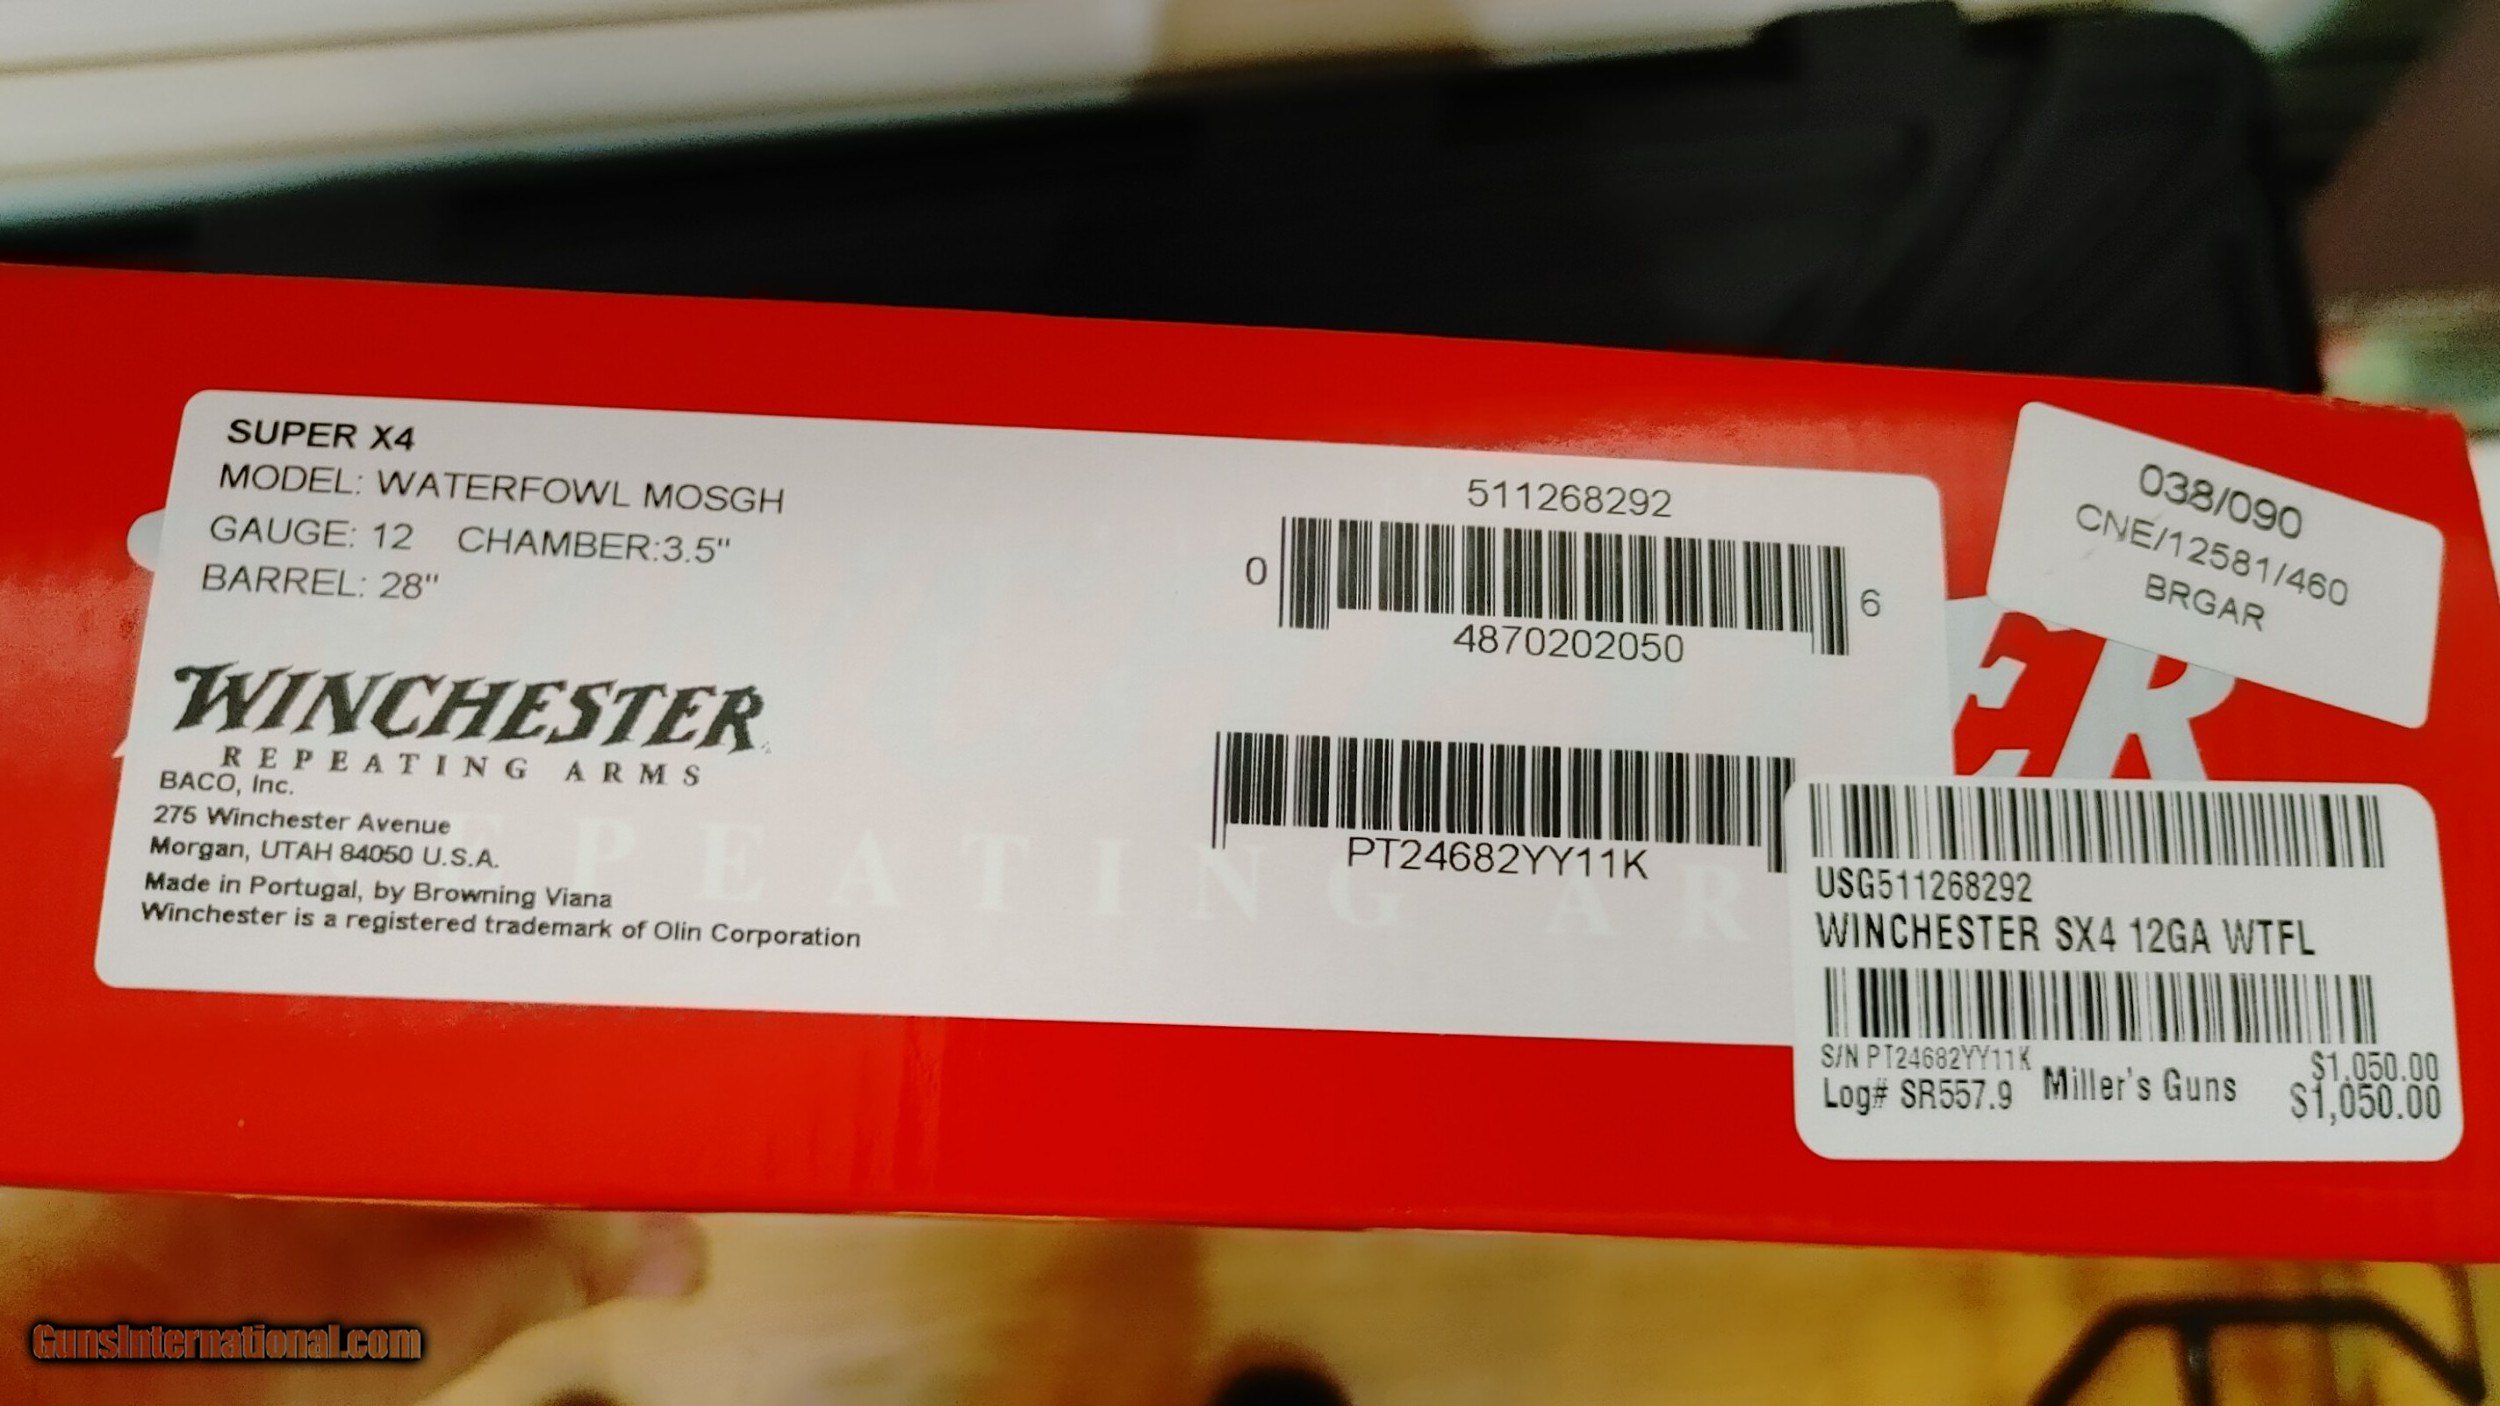 SUPER X4
MODEL: WATERFOWL MOSGH
GAUGE: 12 CHAMBER:3.5"
BARREL: 28"
WINCHESTER
REPEATING ARMS
BACO, Inc.
275 Winchester Avenue
Morgan, UTAH 84050 U.S.A.
Made in Portugal, by Browning Viana
Winchester is a registered trademark of Olin Corporation
511268292
0 4870202050 6
PT24682YY11K
038/090
CNE/12581/460
BRGAR
ER
PEATING AR
USG511268292
WINCHESTER SX4 12GA WTFL
S/N PT24682YY11K $1,050.00
Log# SR557.9 Miller's Guns $1,050.00
GunsInternational.com